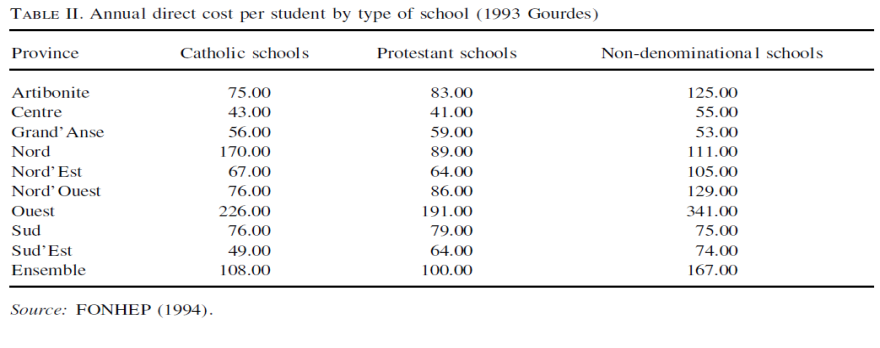 TABLE II. Annual direct cost per student by type of school (1993 Gourdes)
Province Catholic schools Protestant schools Non-denominational schools
Artibonite 75.00 83.00 125.00
Centre 43.00 41.00 55.00
Grand'Anse 56.00 59.00 53.00
Nord 170.00 89.00 111.00
Nord'Est 67.00 64.00 105.00
Nord'Ouest 76.00 86.00 129.00
Ouest 226.00 191.00 341.00
Sud 76.00 79.00 75.00
Sud'Est 49.00 64.00 74.00
Ensemble 108.00 100.00 167.00
Source: FONHEP (1994).